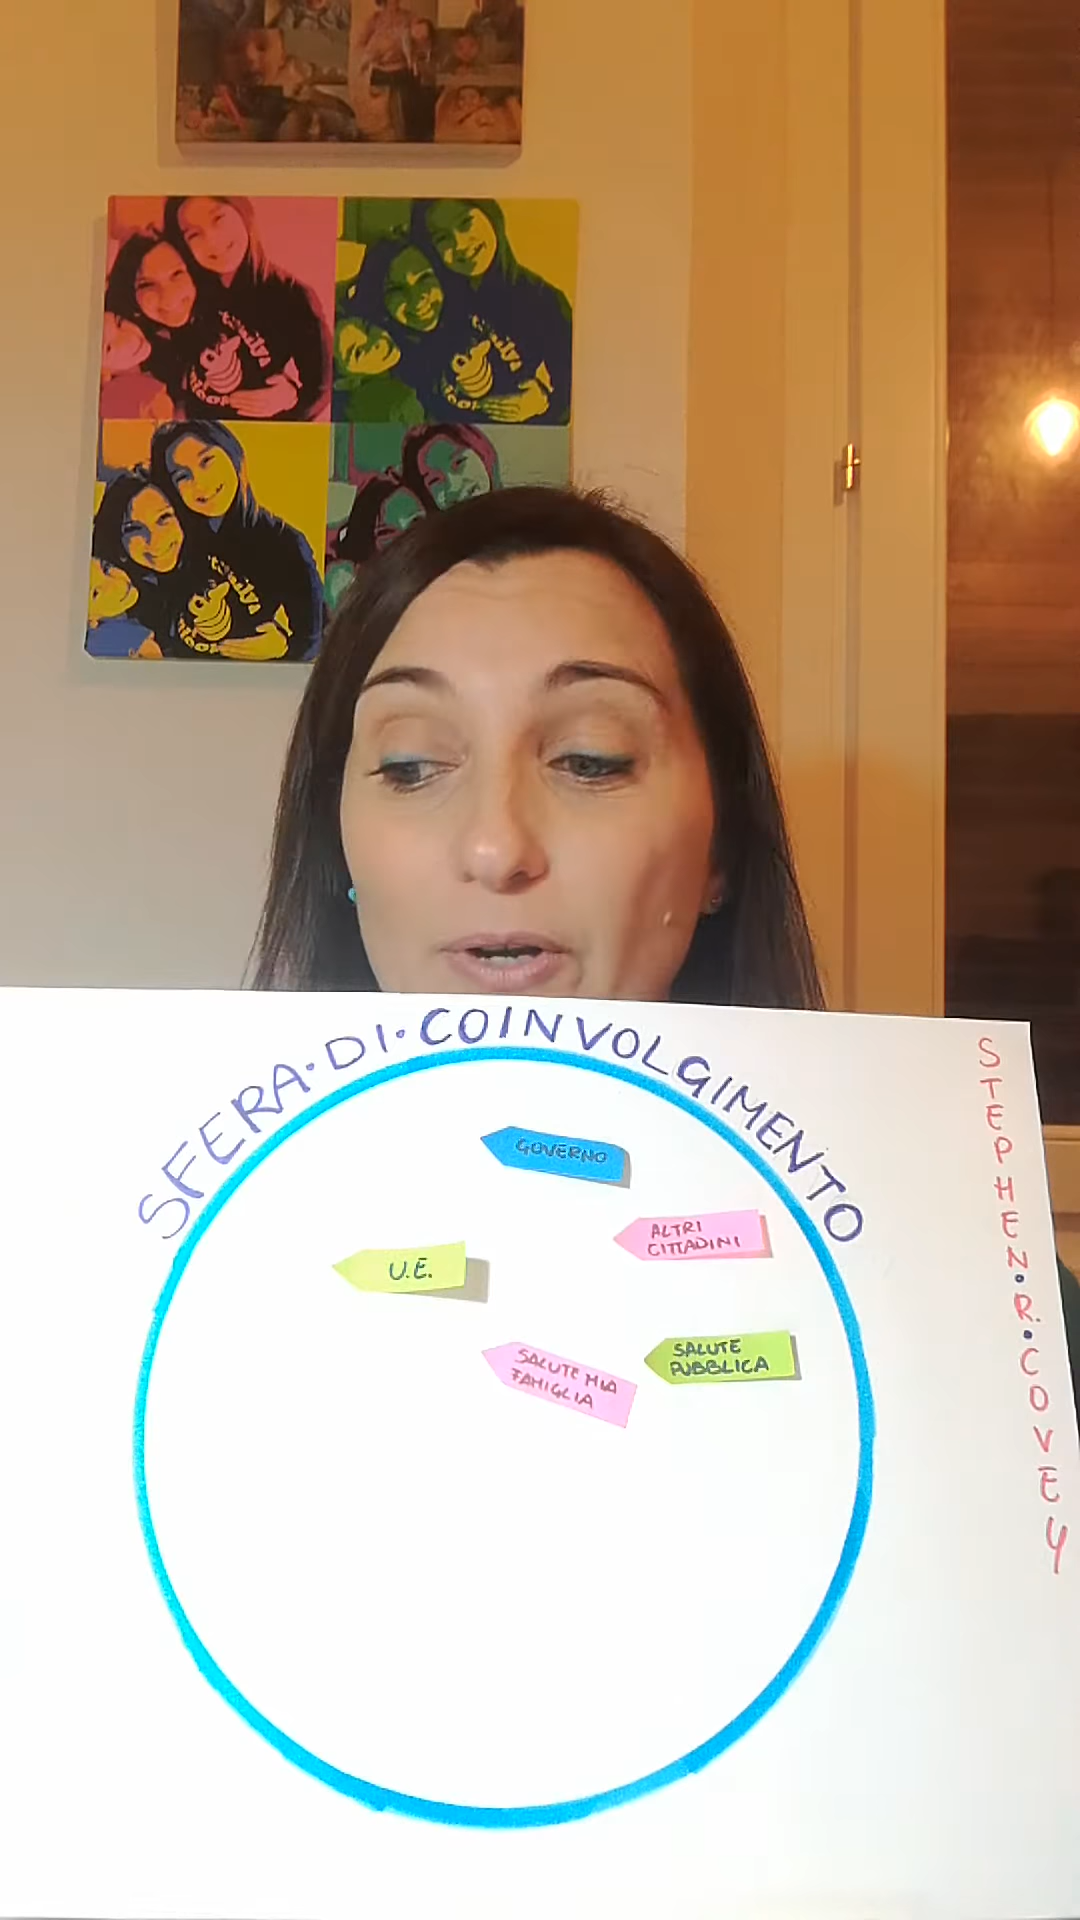 SFERA·DI·COINVOLGIMENTO
GOVERNO
ALTRI
CITTADINI
U.E.
SALUTE
PUBBLICA
SALUTE MIA
FAMIGLIA
STEPHEN·R.·COVEY